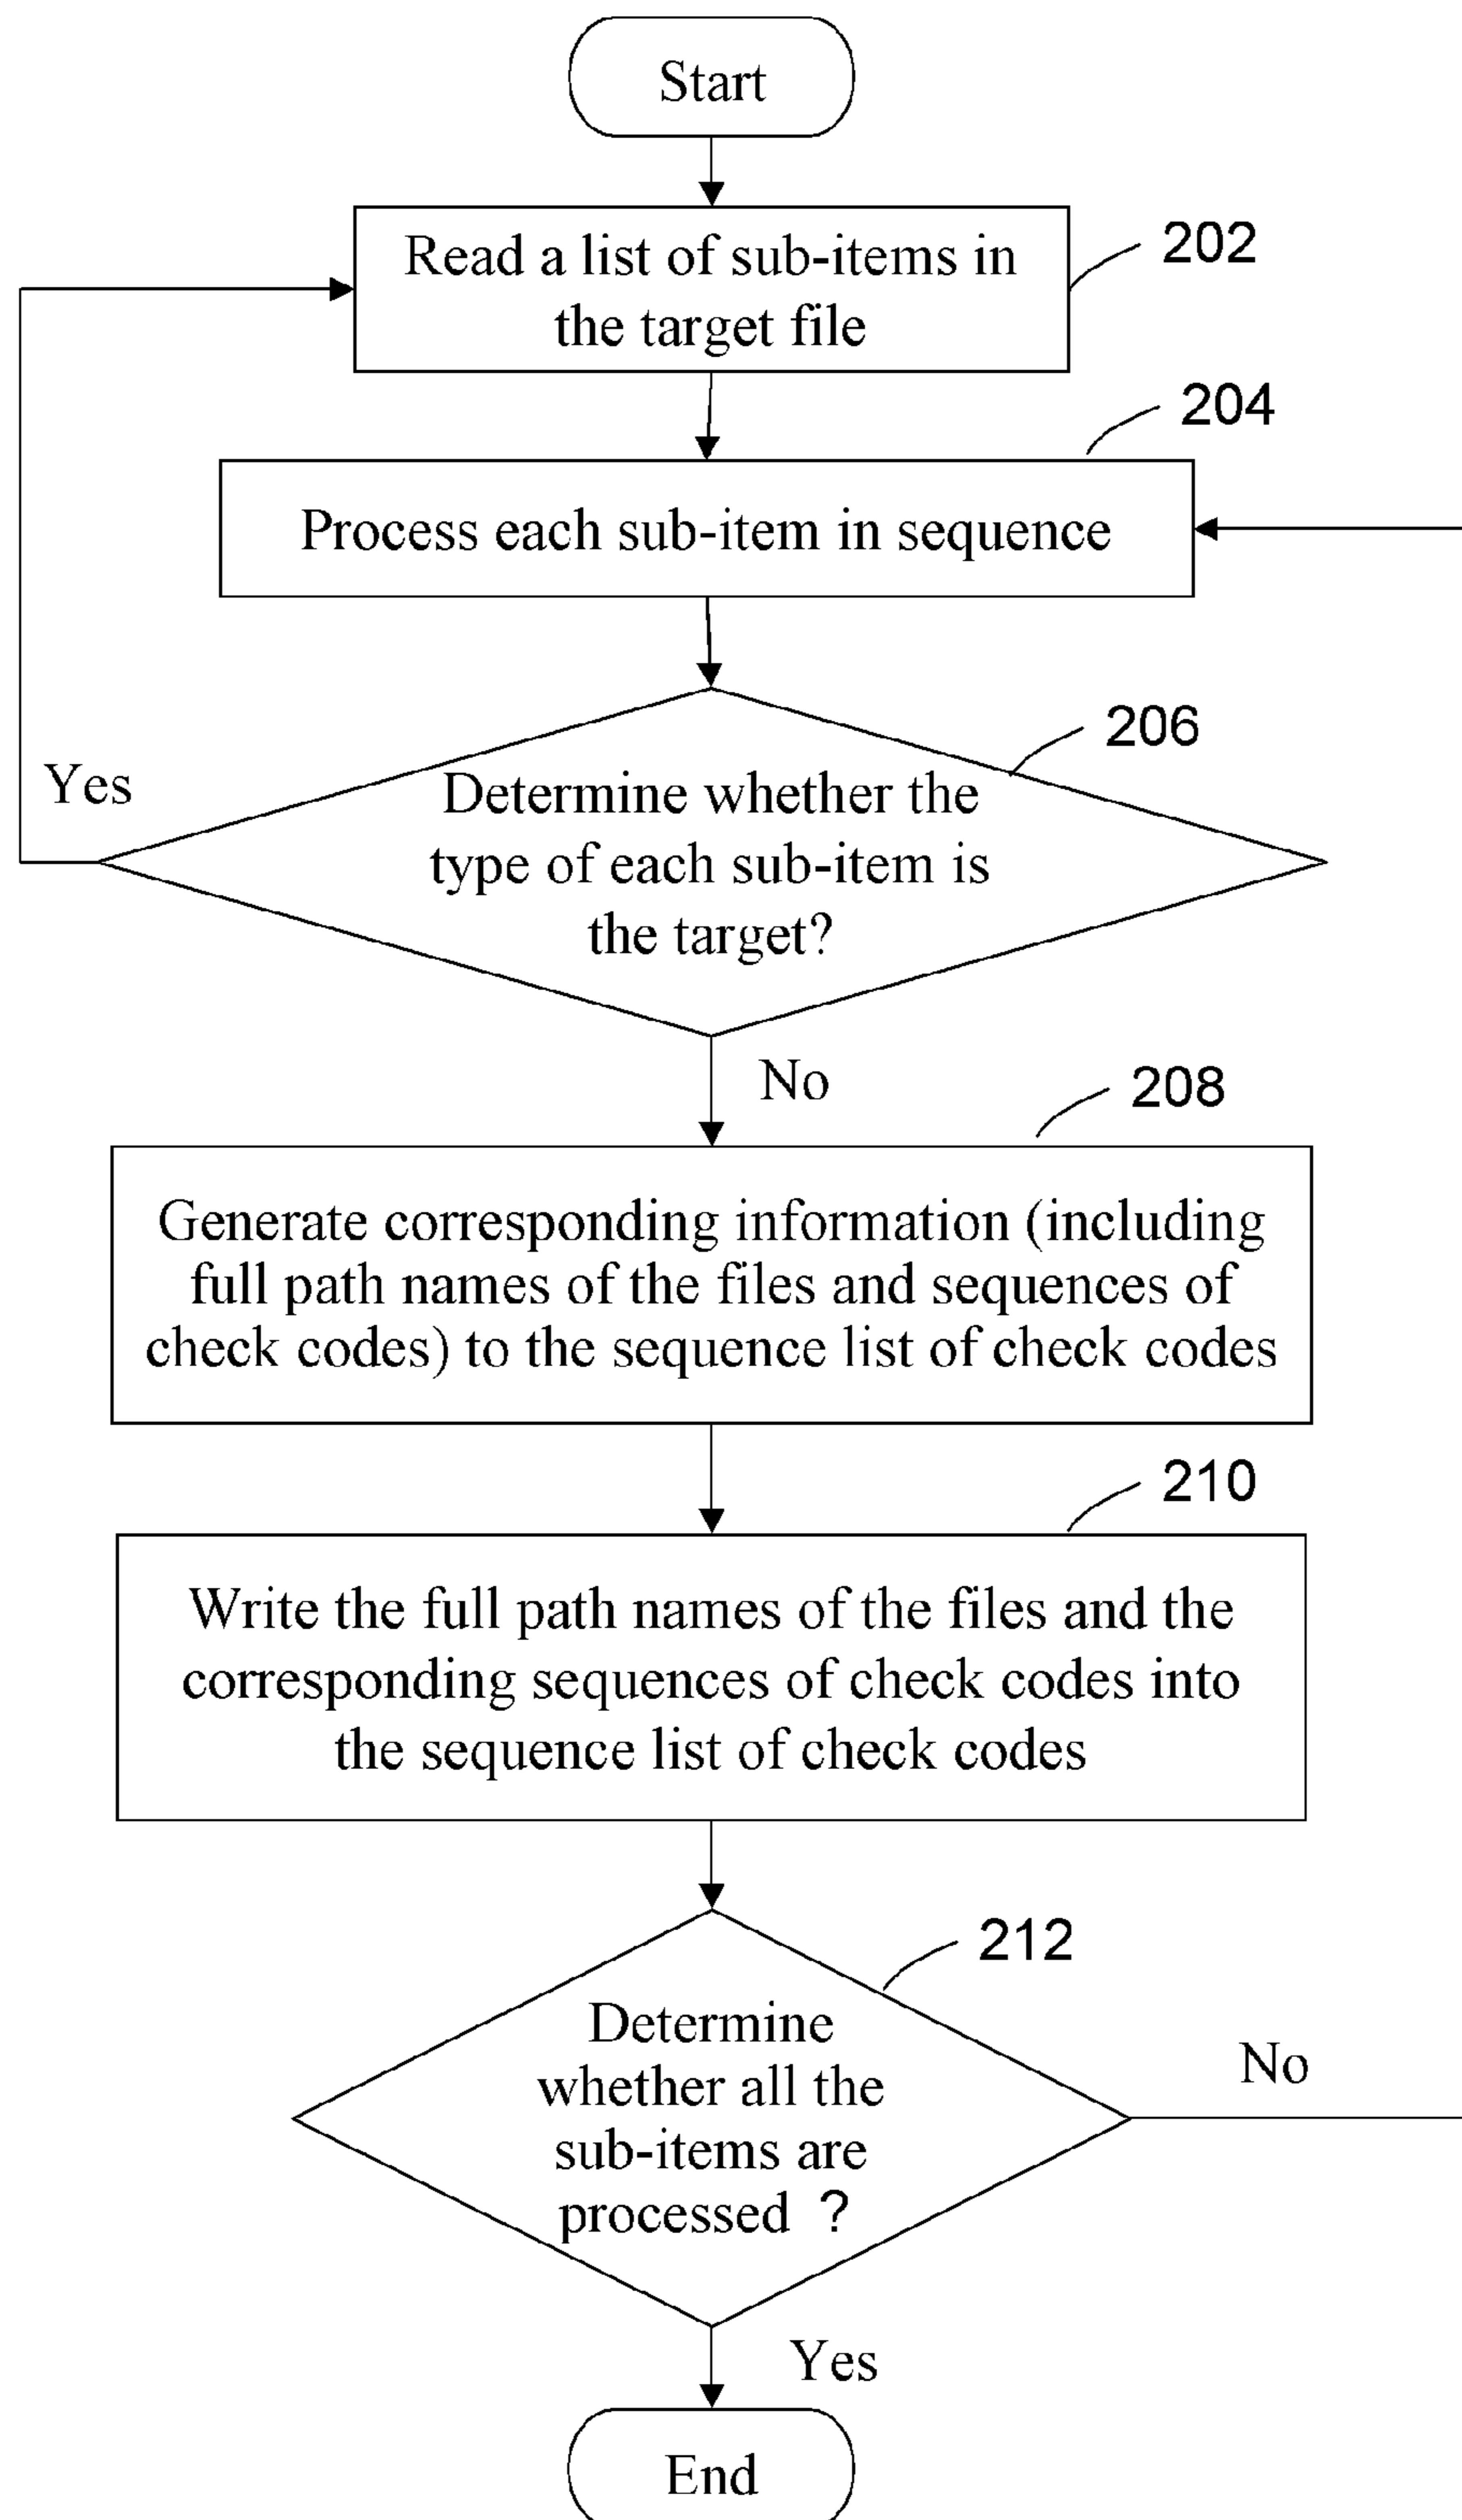 Start
Read a list of sub-items in
the target file
202
204
Process each sub-item in sequence
206
Yes
Determine whether the
type of each sub-item is
the target?
No
208
Generate corresponding information (including
full path names of the files and sequences of
check codes) to the sequence list of check codes
210
Write the full path names of the files and the
corresponding sequences of check codes into
the sequence list of check codes
212
Determine
whether all the
sub-items are
processed ?
No
Yes
End